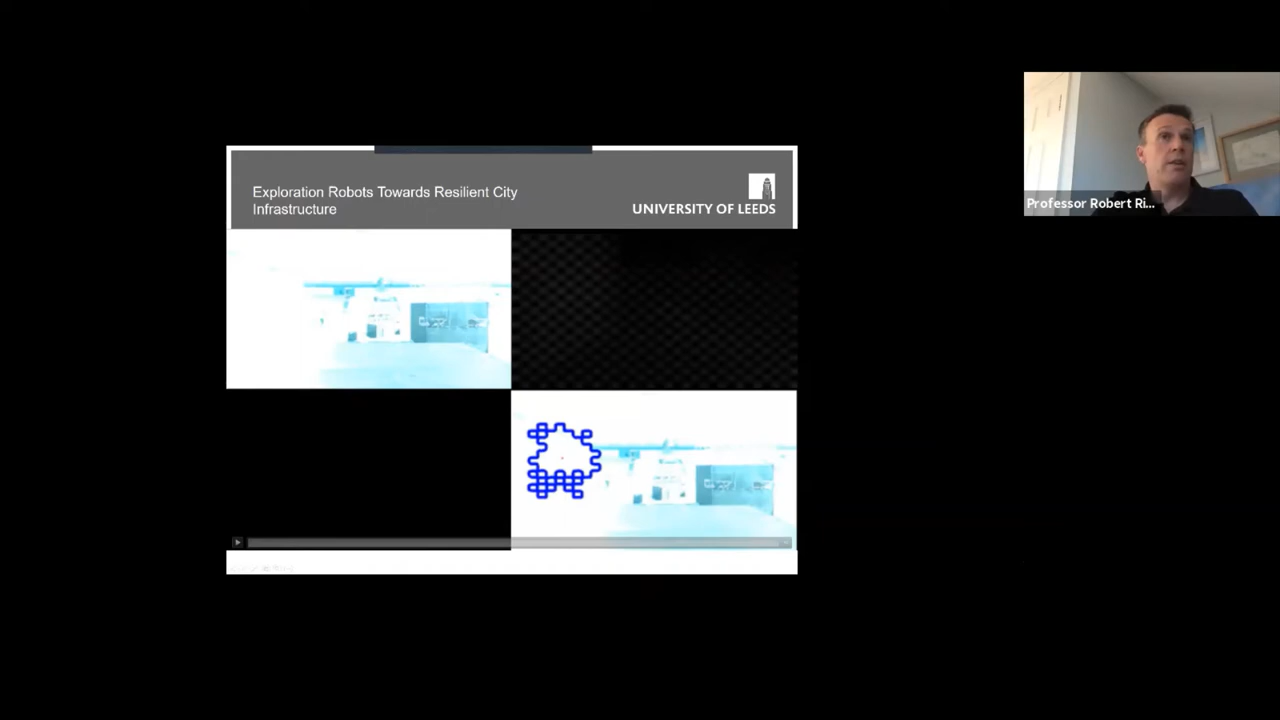 Exploration Robots Towards Resilient City
Infrastructure
UNIVERSITY OF LEEDS
Professor Robert Ri...